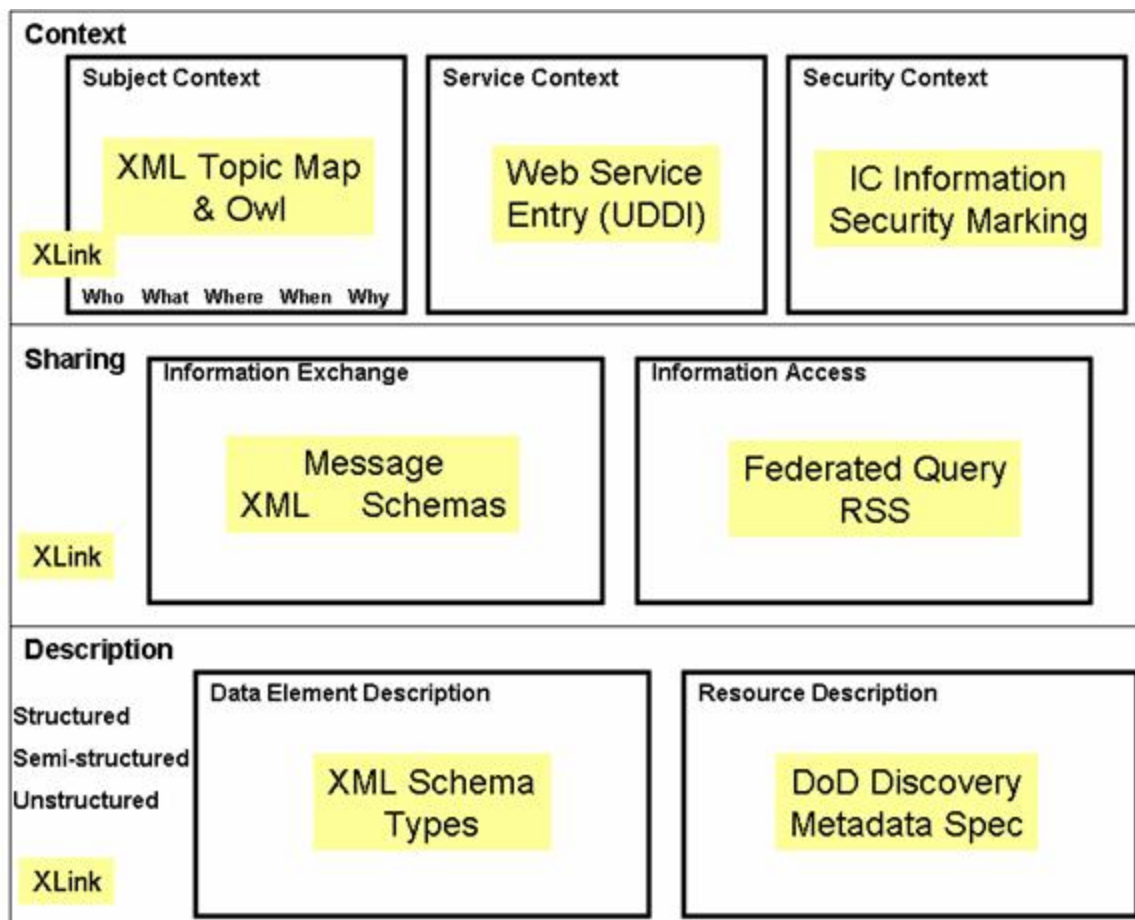 Context
Subject Context
Service Context
Security Context
XML Topic Map
& Owl
Web Service
Entry (UDDI)
IC Information
Security Marking
XLink
Who What Where When Why
Sharing
Information Exchange
Information Access
Message
XML Schemas
Federated Query
RSS
XLink
Description
Data Element Description
Resource Description
Structured
Semi-structured
Unstructured
XML Schema
Types
DoD Discovery
Metadata Spec
XLink